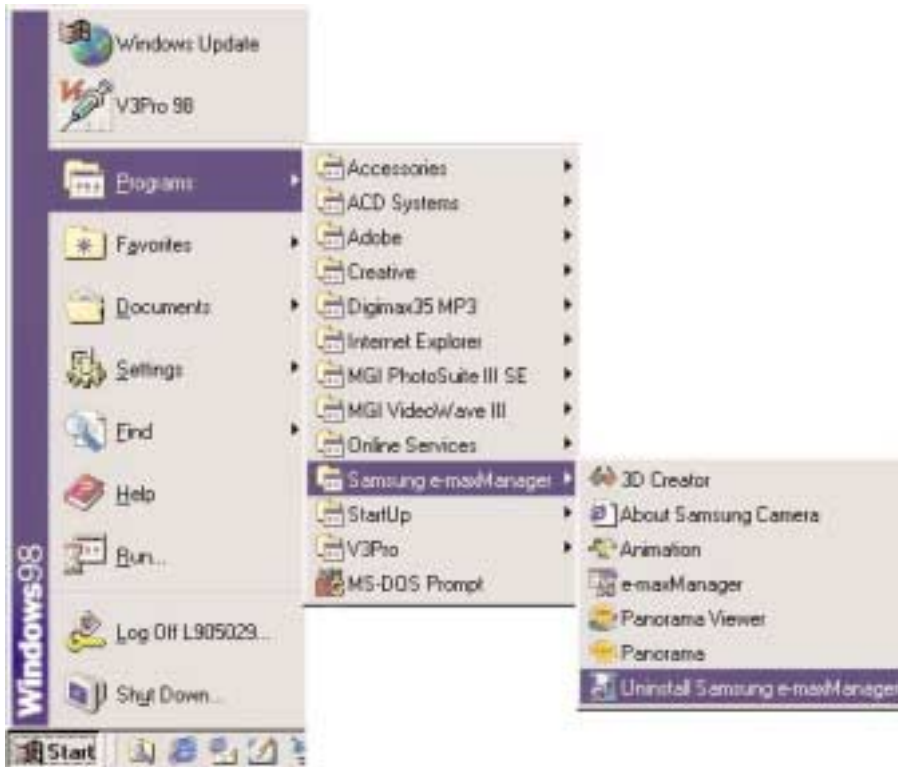 Windows Update
V3Pro 98
Programs
Favorites
Documents
Settings
Find
Help
Run...
Log Off L905029...
Shut Down...
Windows98
Start
Accessories
ACD Systems
Adobe
Creative
Digimax35 MP3
Internet Explorer
MGI PhotoSuite III SE
MGI VideoWave III
Online Services
Samsung e-maxManager
StartUp
V3Pro
MS-DOS Prompt
3D Creator
About Samsung Camera
Animation
e-maxManager
Panorama Viewer
Panorama
Uninstall Samsung e-maxManager